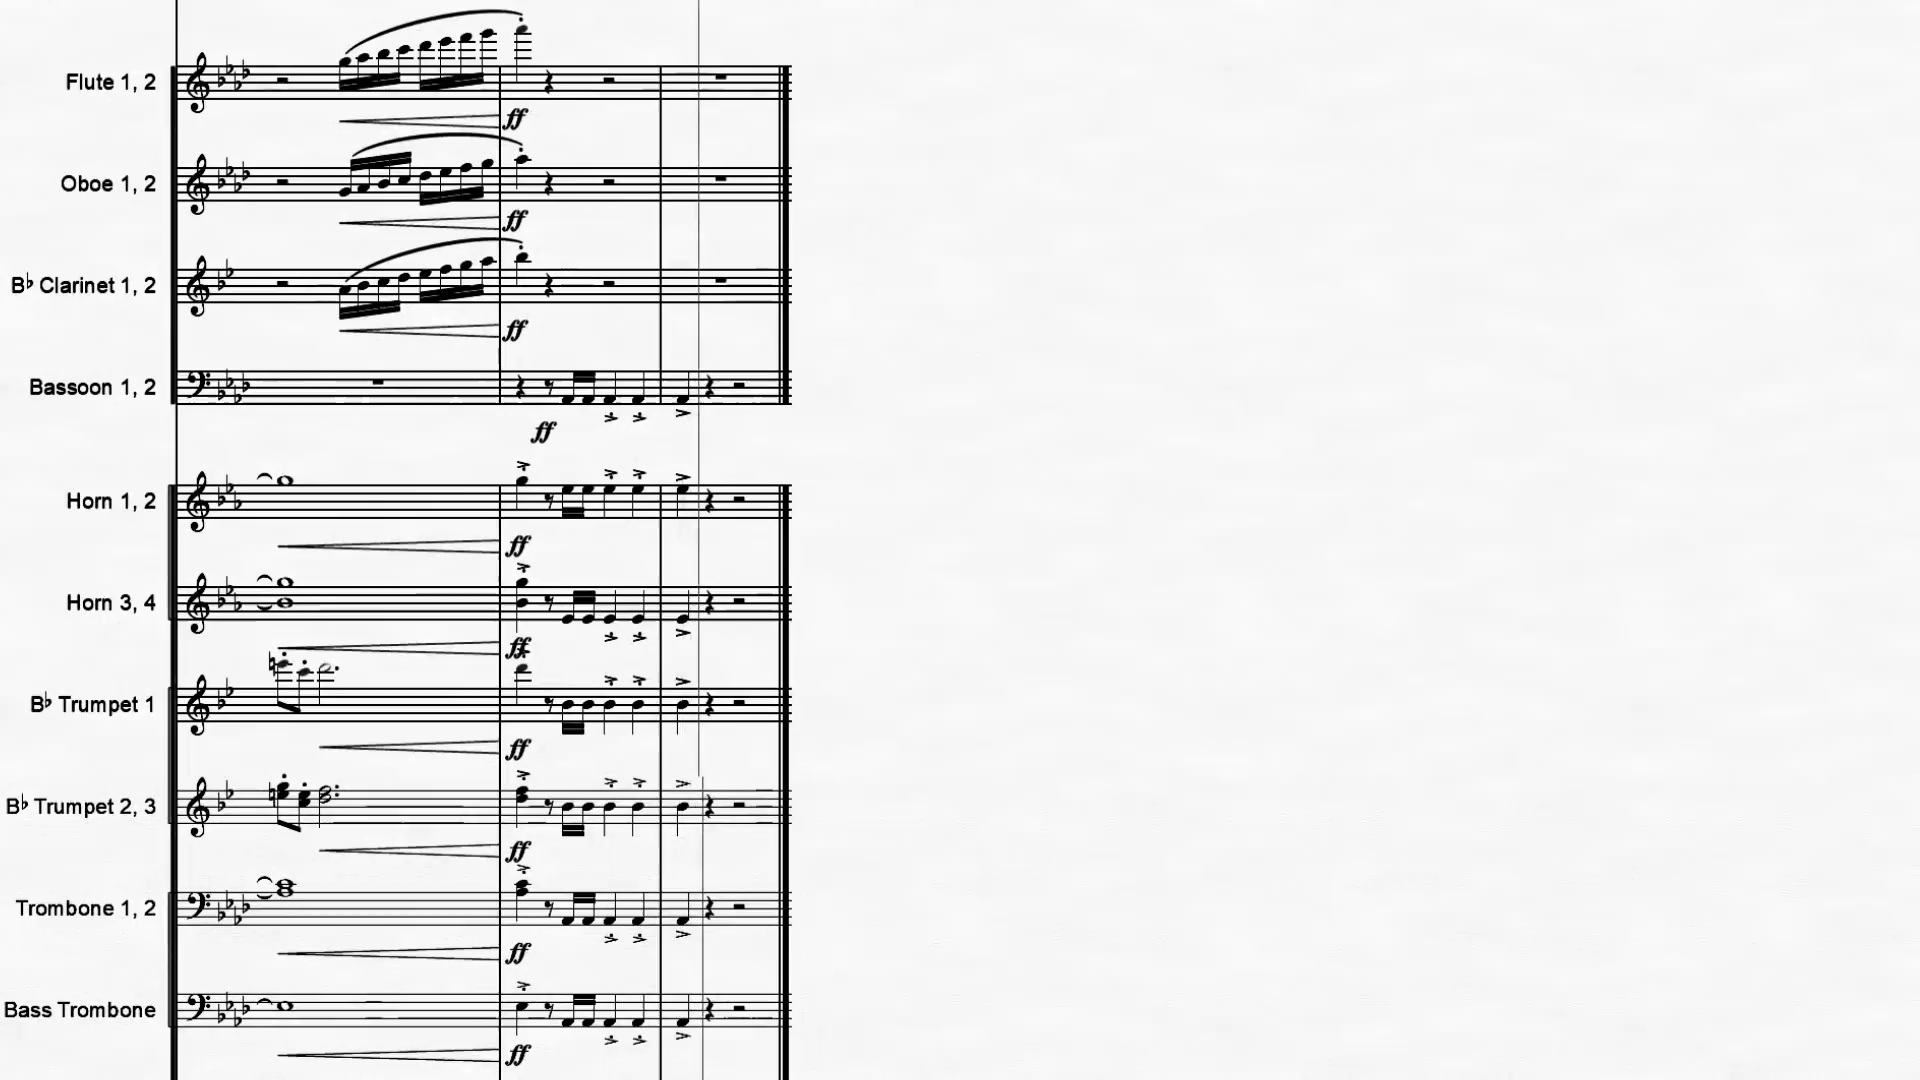 Flute 1, 2
ff
Oboe 1, 2
ff
B♭ Clarinet 1, 2
ff
Bassoon 1, 2
ff
Horn 1, 2
ff
Horn 3, 4
ff
B♭ Trumpet 1
ff
B♭ Trumpet 2, 3
ff
Trombone 1, 2
ff
Bass Trombone
ff